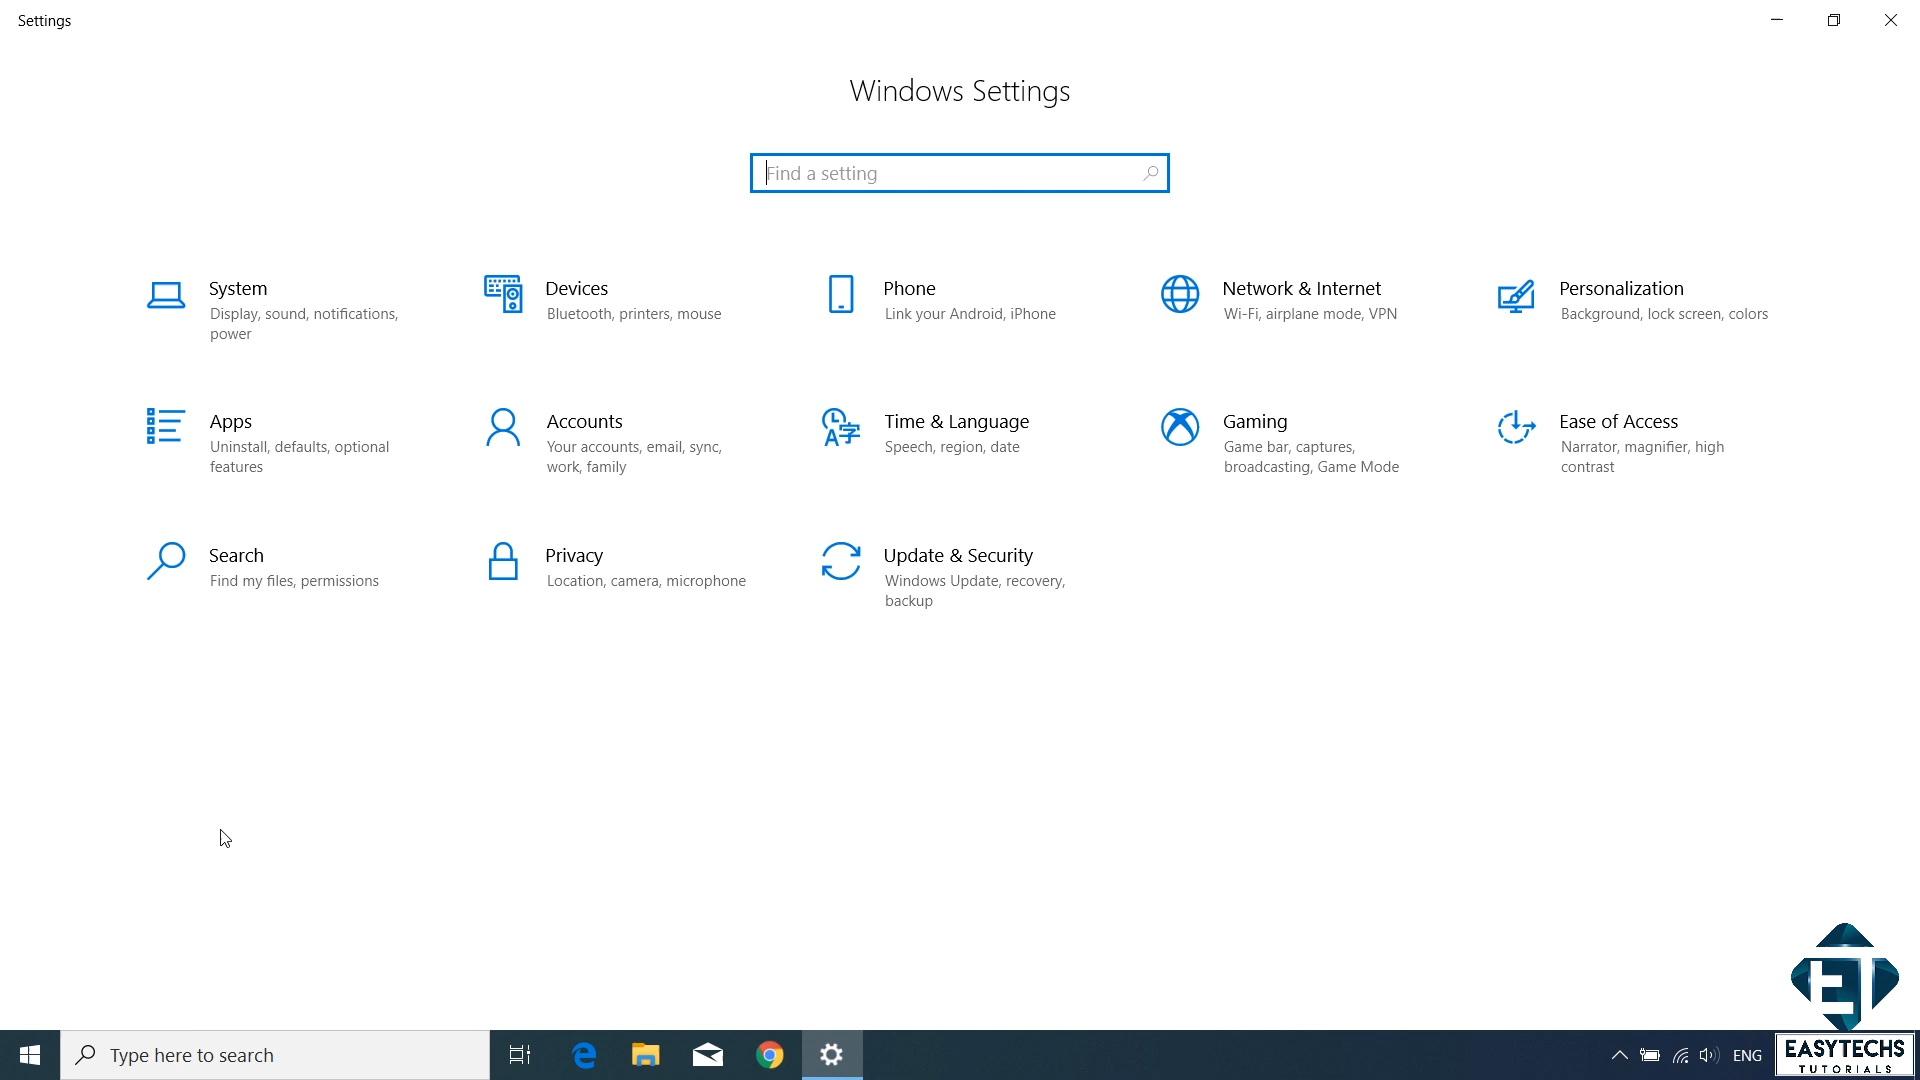 Settings
Windows Settings
Find a setting
System
Display, sound, notifications,
power
Devices
Bluetooth, printers, mouse
Phone
Link your Android, iPhone
Network & Internet
Wi-Fi, airplane mode, VPN
Personalization
Background, lock screen, colors
Apps
Uninstall, defaults, optional
features
Accounts
Your accounts, email, sync,
work, family
Time & Language
Speech, region, date
Gaming
Game bar, captures,
broadcasting, Game Mode
Ease of Access
Narrator, magnifier, high
contrast
Search
Find my files, permissions
Privacy
Location, camera, microphone
Update & Security
Windows Update, recovery,
backup
ET
Type here to search
ENG
EASYTECHS
TUTORIALS